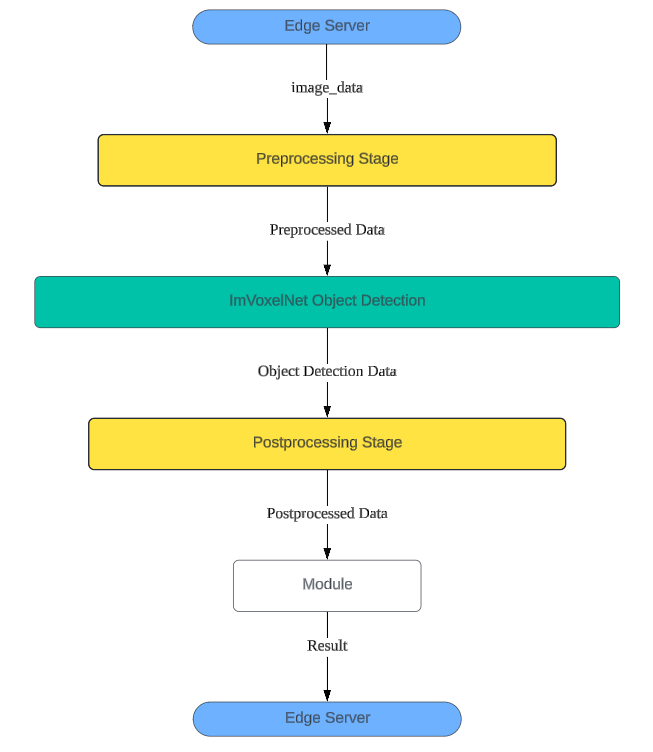 Edge Server
image_data
Preprocessing Stage
Preprocessed Data
ImVoxelNet Object Detection
Object Detection Data
Postprocessing Stage
Postprocessed Data
Module
Result
Edge Server